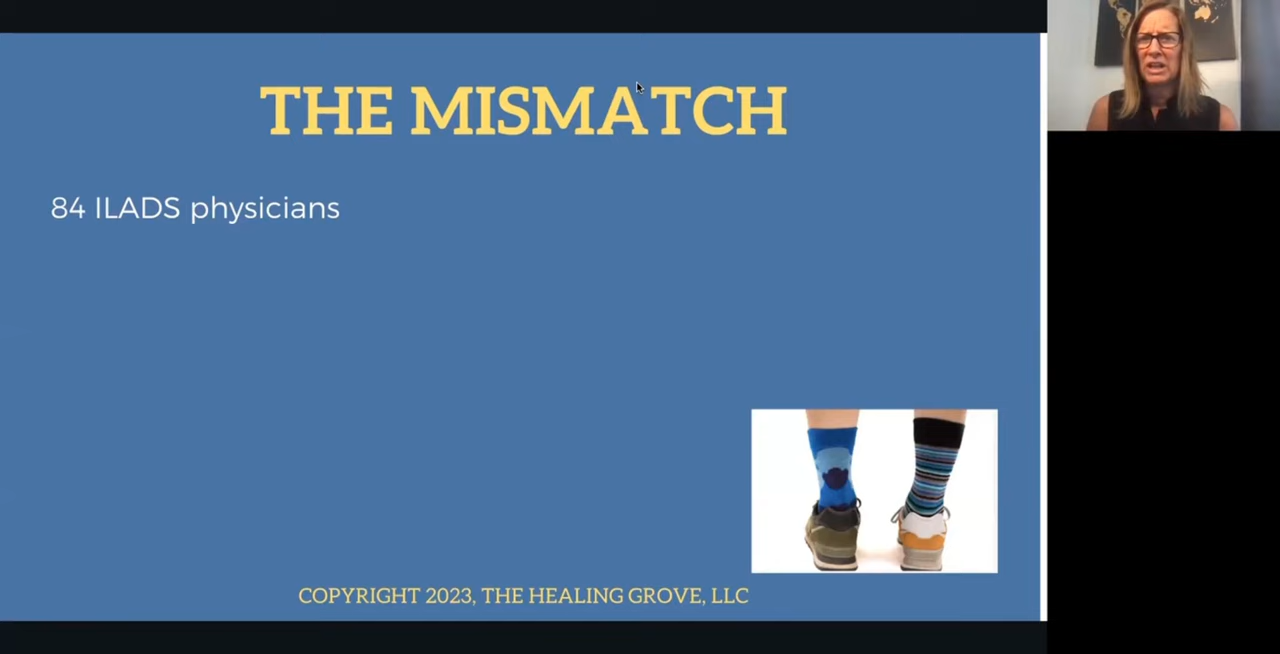 THE MISMATCH
84 ILADS physicians
COPYRIGHT 2023, THE HEALING GROVE, LLC